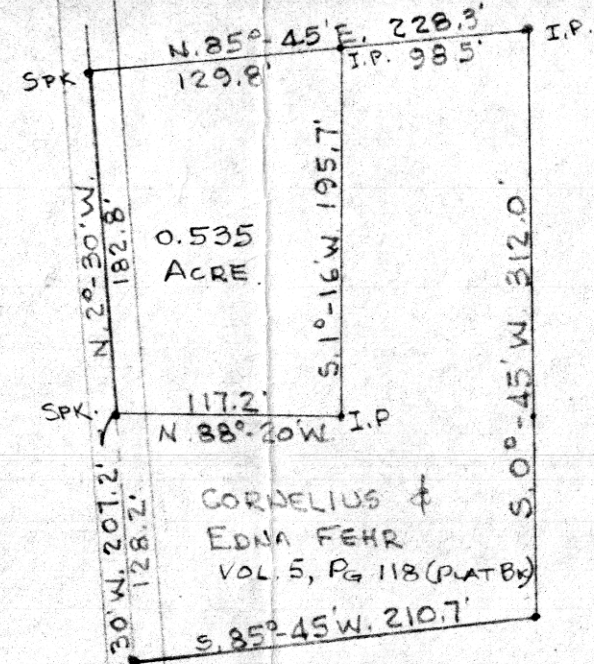 N. 85°-45' E. 228.3'
I.P.
SPK
129.8'
I.P. 98.5'
N. 2°-30' W.
182.8'
0.535
ACRE.
S. 1°-16' W 195.7'
S. 0°-45' W. 312.0'
SPK.
117.2'
N. 88°-20' W.
I.P
CORNELIUS &
EDNA FEHR
VOL. 5, PG 118 (PLAT BK)
30' W. 207.2'
128.2'
S. 85°-45' W. 210.7'